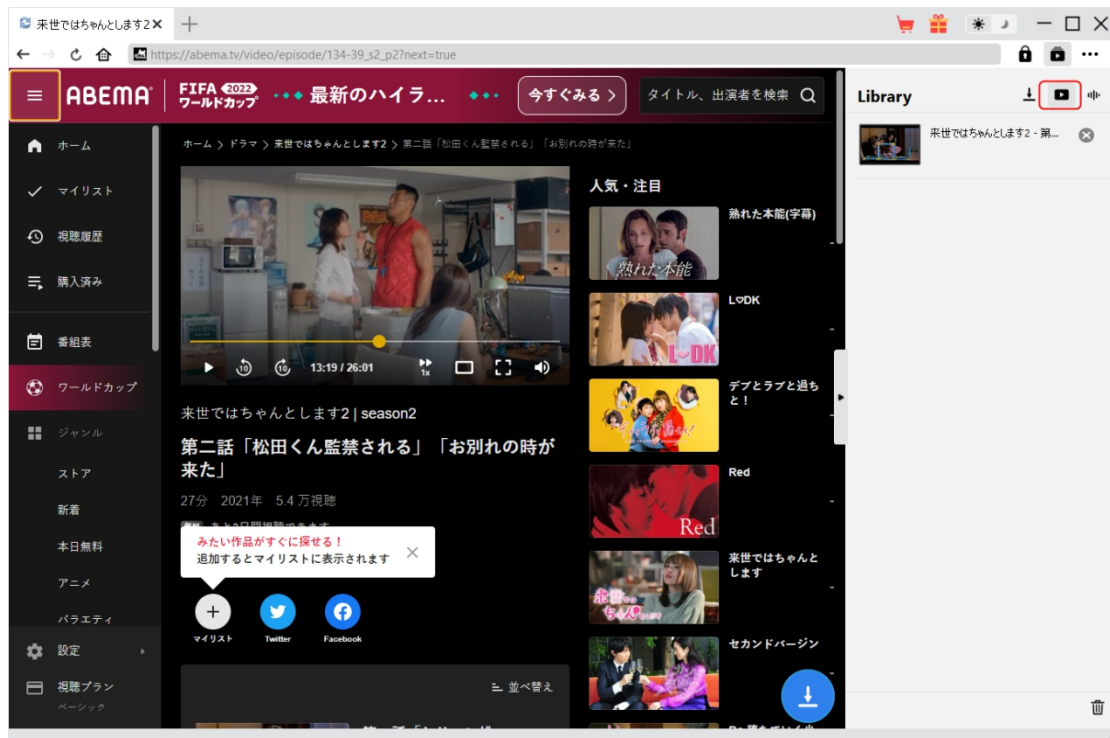 来世ではちゃんとします2
https://abema.tv/video/episode/134-39_s2_p2?next=true
ABEMA
FIFA 2022
ワールドカップ
最新のハイラ...
今すぐみる
タイトル、出演者を検索
Library
来世ではちゃんとします2 - 第...
ホーム
マイリスト
視聴履歴
購入済み
番組表
ワールドカップ
ジャンル
ストア
新着
本日無料
アニメ
バラエティ
設定
視聴プラン
ベーシック
ホーム > ドラマ > 来世ではちゃんとします2 > 第二話「松田くん監禁される」「お別れの時が来た」
10
10
13:19 / 26:01
1x
来世ではちゃんとします2 | season2
第二話「松田くん監禁される」「お別れの時が
来た」
27分 2021年 5.4 万視聴
みたい作品がすぐに探せる!
追加するとマイリストに表示されます
マイリスト
Twitter
Facebook
並べ替え
人気・注目
熟れた本能
熟れた本能(字幕)
L♥DK
L♡DK
デブとラブと過ち
と!
Red
Red
来世ではちゃんと
します
セカンドバージン